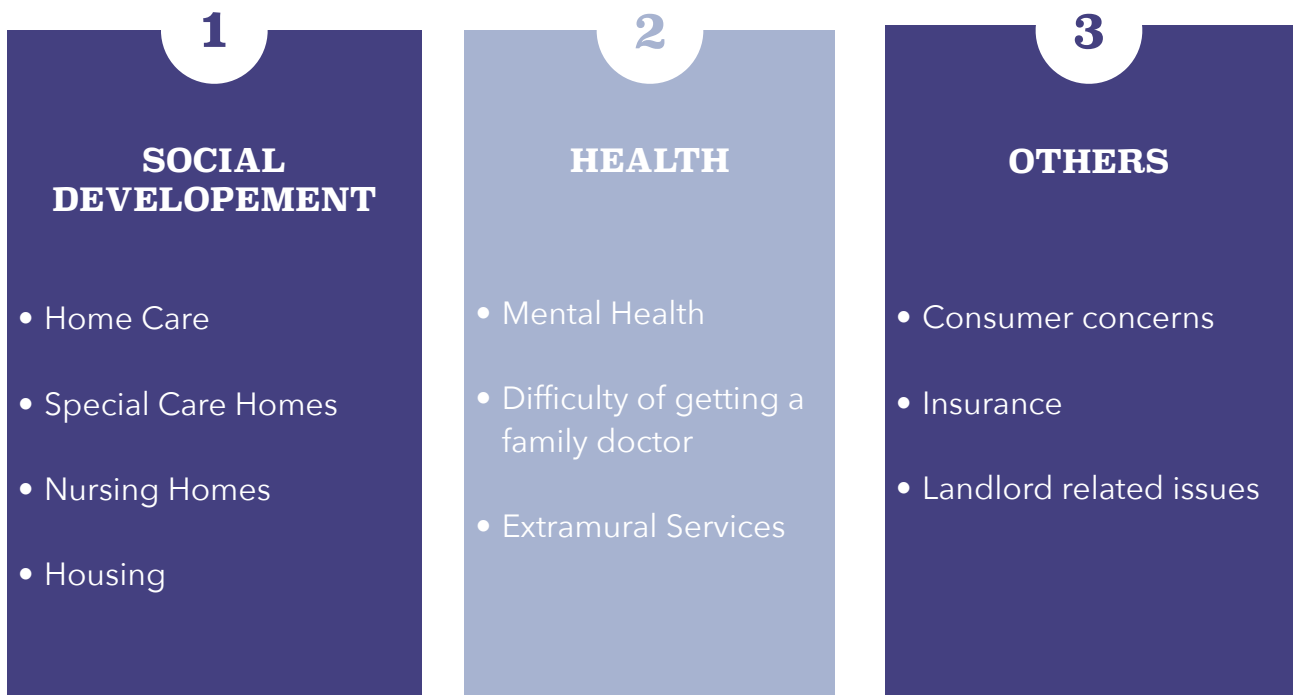 1
SOCIAL
DEVELOPEMENT
• Home Care
• Special Care Homes
• Nursing Homes
• Housing
2
HEALTH
• Mental Health
• Difficulty of getting a
family doctor
• Extramural Services
3
OTHERS
• Consumer concerns
• Insurance
• Landlord related issues